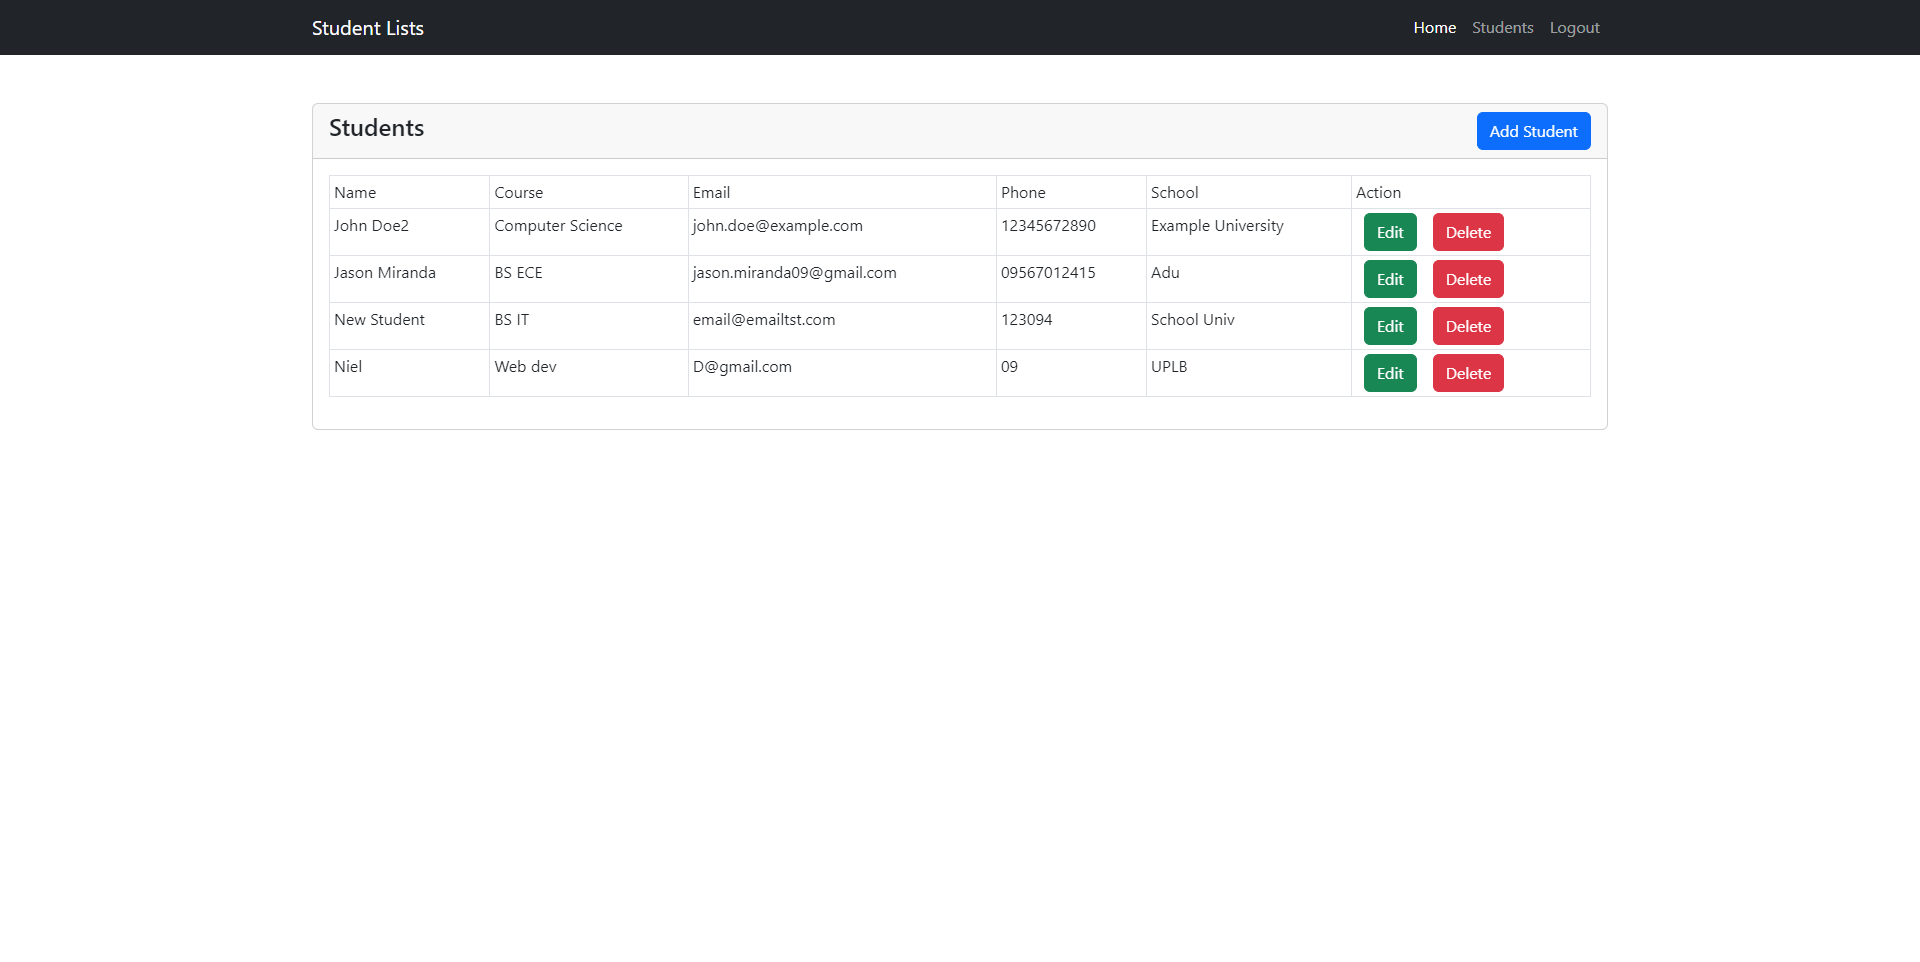 Student Lists Home Students Logout
Students Add Student
Name Course Email Phone School Action
John Doe2 Computer Science john.doe@example.com 12345672890 Example University Edit Delete
Jason Miranda BS ECE jason.miranda09@gmail.com 09567012415 Adu Edit Delete
New Student BS IT email@emailtst.com 123094 School Univ Edit Delete
Niel Web dev D@gmail.com 09 UPLB Edit Delete